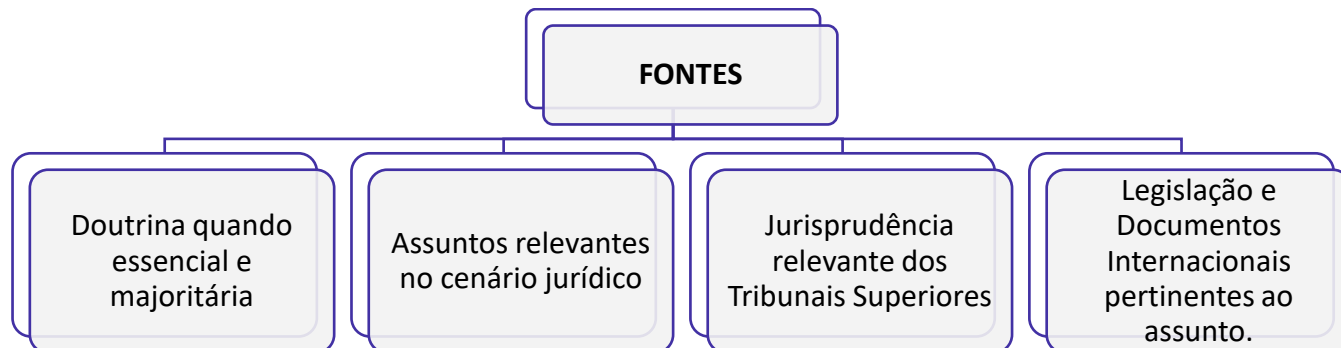 FONTES
Doutrina quando
essencial e
majoritária
Assuntos relevantes
no cenário jurídico
Jurisprudência
relevante dos
Tribunais Superiores
Legislação e
Documentos
Internacionais
pertinentes ao
assunto.